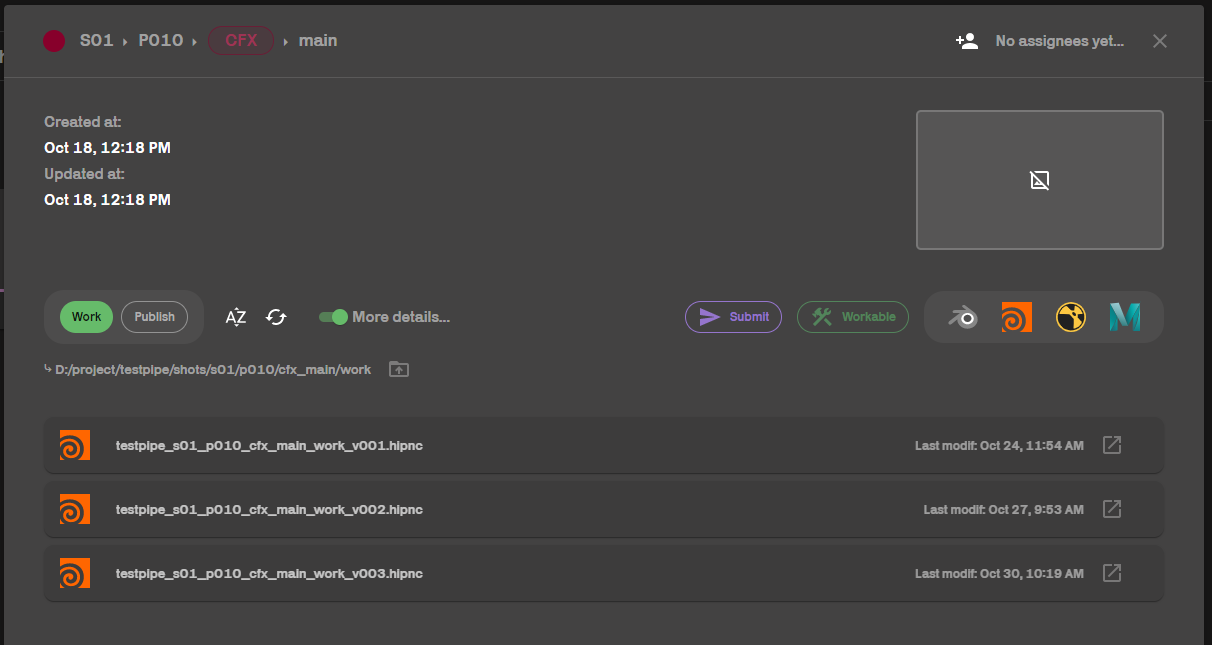 S01 › P010 › CFX › main
No assignees yet...
Created at:
Oct 18, 12:18 PM
Updated at:
Oct 18, 12:18 PM
Work
Publish
AZ
More details...
Submit
Workable
D:/project/testpipe/shots/s01/p010/cfx_main/work
testpipe_s01_p010_cfx_main_work_v001.hipnc
Last modif: Oct 24, 11:54 AM
testpipe_s01_p010_cfx_main_work_v002.hipnc
Last modif: Oct 27, 9:53 AM
testpipe_s01_p010_cfx_main_work_v003.hipnc
Last modif: Oct 30, 10:19 AM